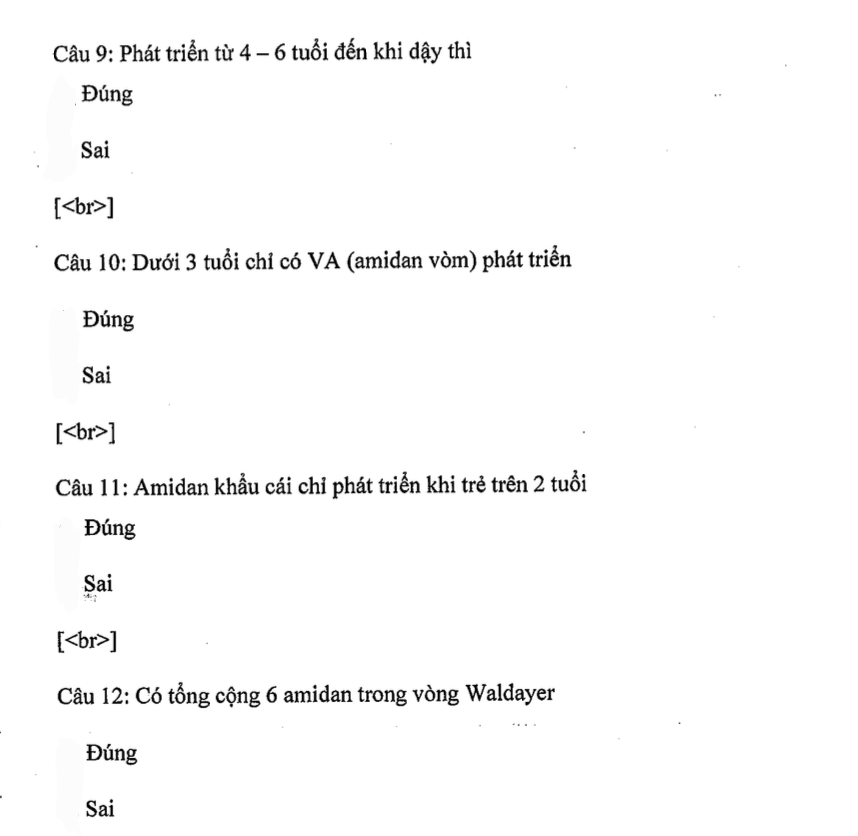 Câu 9: Phát triển từ 4 – 6 tuổi đến khi dậy thì
Đúng
Sai
[<br>]
Câu 10: Dưới 3 tuổi chỉ có VA (amidan vòm) phát triển
Đúng
Sai
[<br>]
Câu 11: Amidan khẩu cái chỉ phát triển khi trẻ trên 2 tuổi
Đúng
Sai
[<br>]
Câu 12: Có tổng cộng 6 amidan trong vòng Waldayer
Đúng
Sai